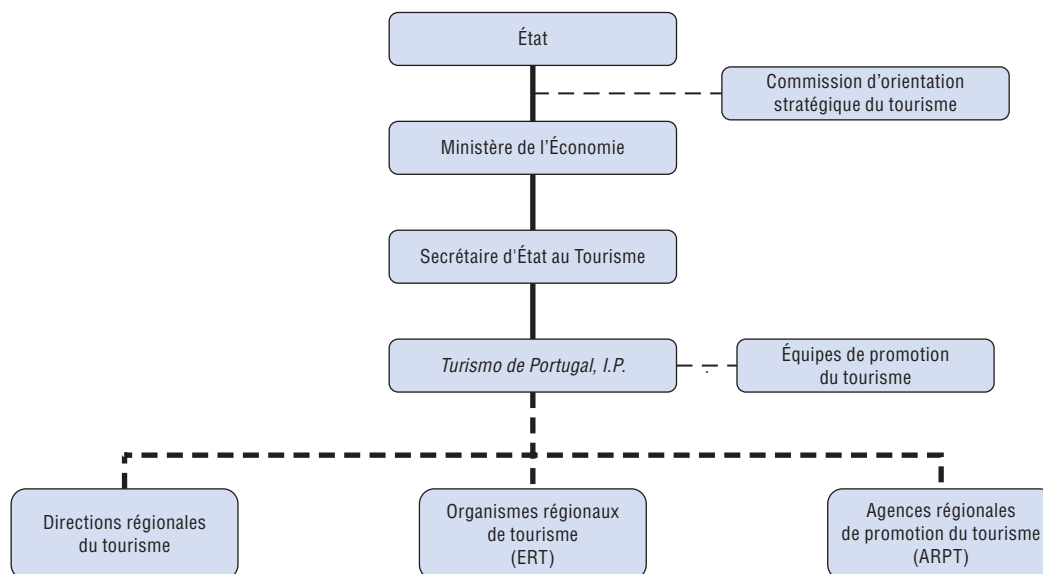 État
Commission d’orientation
stratégique du tourisme
Ministère de l’Économie
Secrétaire d'État au Tourisme
Turismo de Portugal, I.P.
Équipes de promotion
du tourisme
Directions régionales
du tourisme
Organismes régionaux
de tourisme
(ERT)
Agences régionales
de promotion du tourisme
(ARPT)